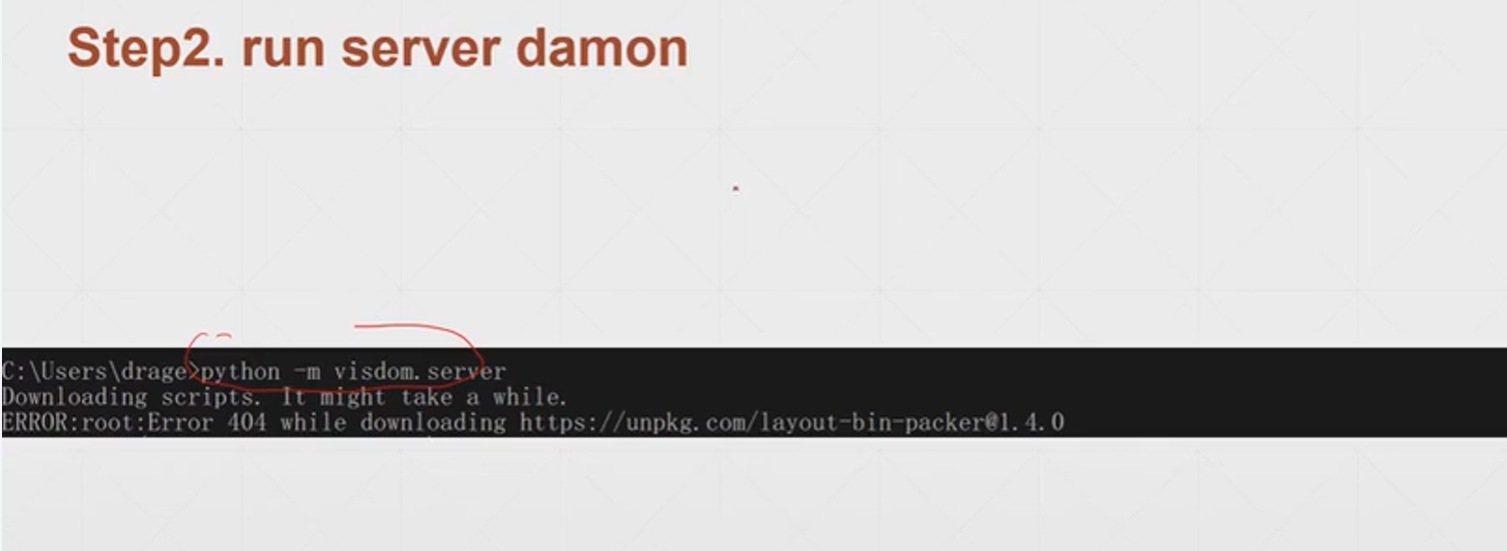 Step2. run server damon
C:\Users\drage>python -m visdom.server
Downloading scripts. It might take a while.
ERROR:root:Error 404 while downloading https://unpkg.com/layout-bin-packer@1.4.0